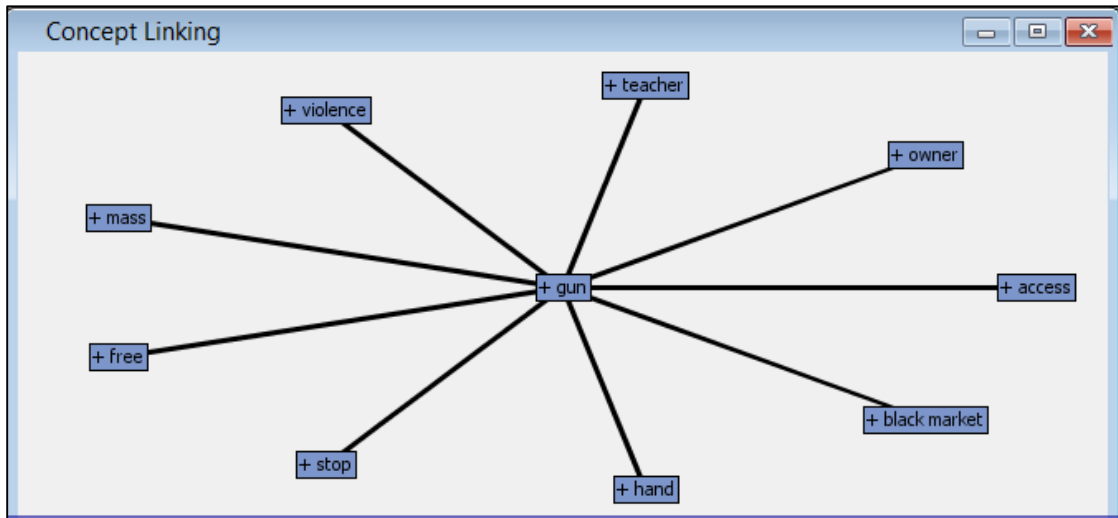 Concept Linking
+ teacher
+ violence
+ owner
+ mass
+ gun
+ access
+ free
+ black market
+ stop
+ hand